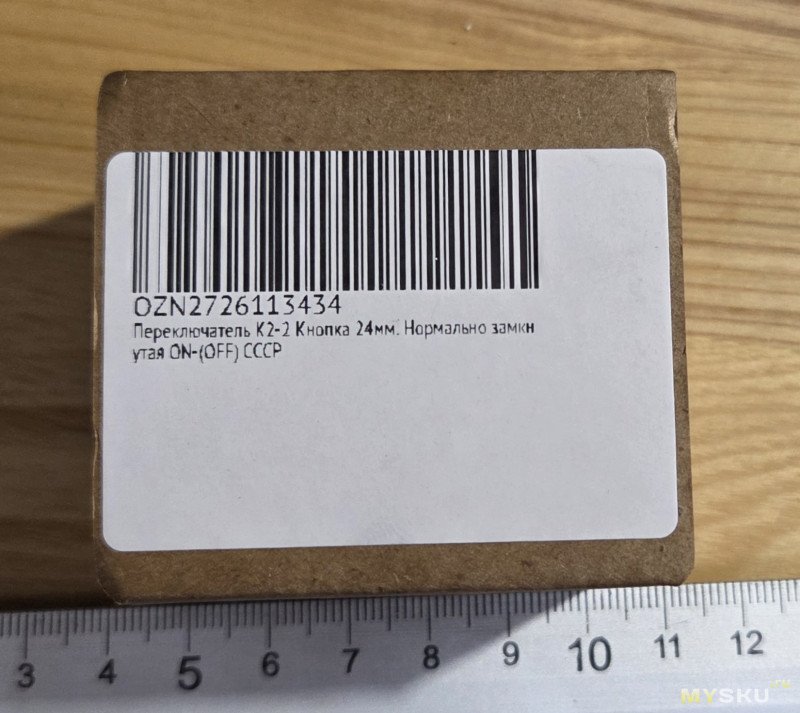 OZN2726113434
Переключатель К2-2 Кнопка 24мм. Нормально замкн
утая ON-(OFF) СССР
3 4 5 6 7 8 9 10 11 12
MYSKU